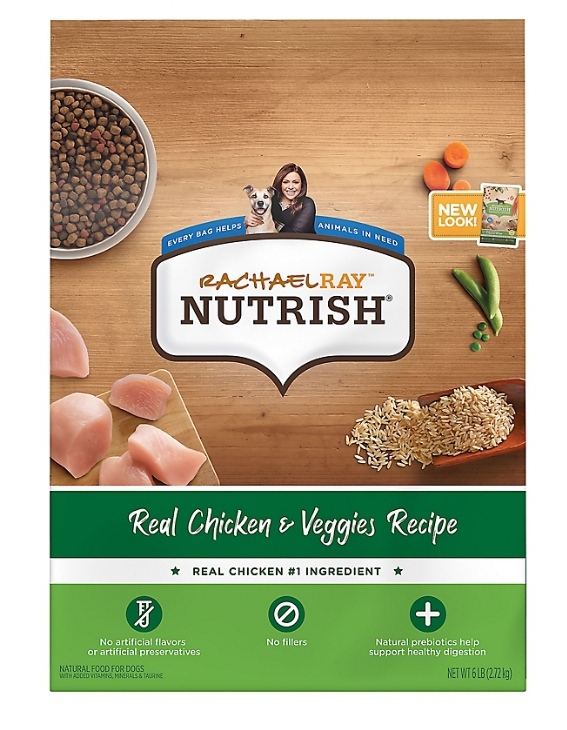 NEW
LOOK!
EVERY BAG HELPS ANIMALS IN NEED
RACHAELRAY™
NUTRISH®
Real Chicken & Veggies Recipe
★ REAL CHICKEN #1 INGREDIENT ★
No artificial flavors
or artificial preservatives
No fillers
Natural prebiotics help
support healthy digestion
NATURAL FOOD FOR DOGS
WITH ADDED VITAMINS, MINERALS & TAURINE
NET WT 6 LB (2.72 kg)
NUTRISH